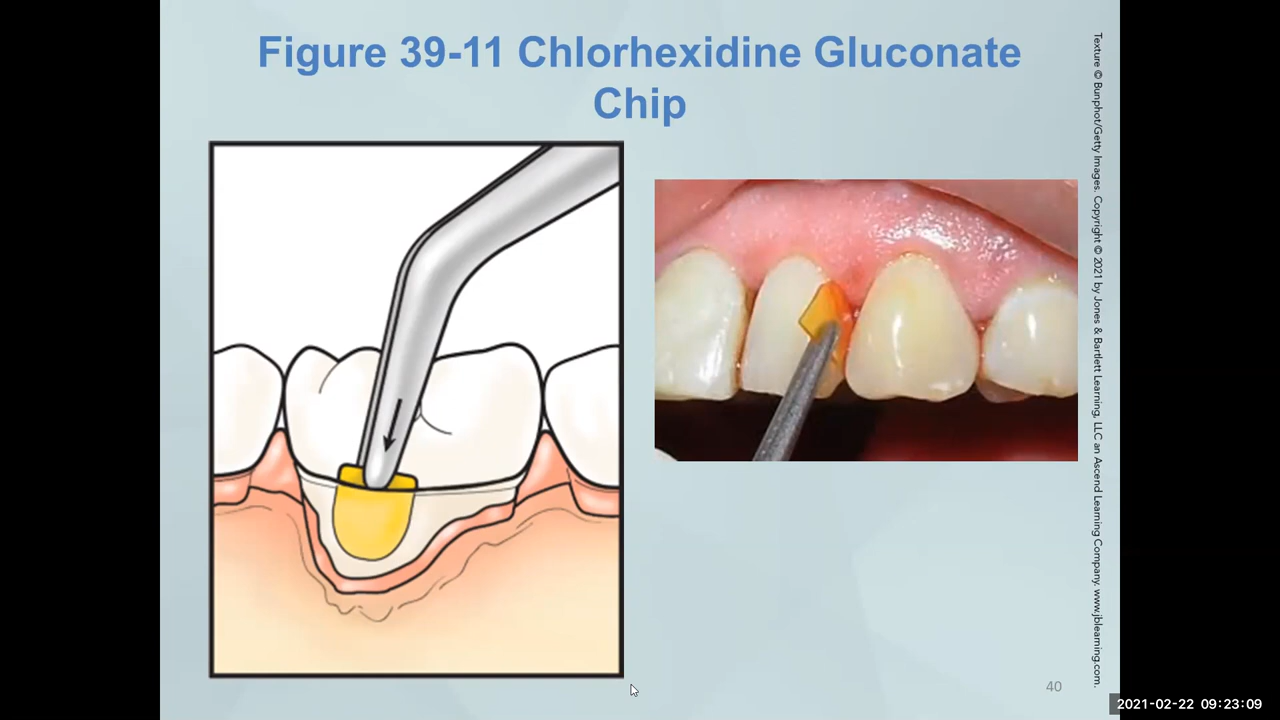 Figure 39-11 Chlorhexidine Gluconate
Chip
Texture © Bunphot/Getty Images. Copyright © 2021 by Jones & Bartlett Learning, LLC an Ascend Learning Company. www.jblearning.com.
40
2021-02-22 09:23:09